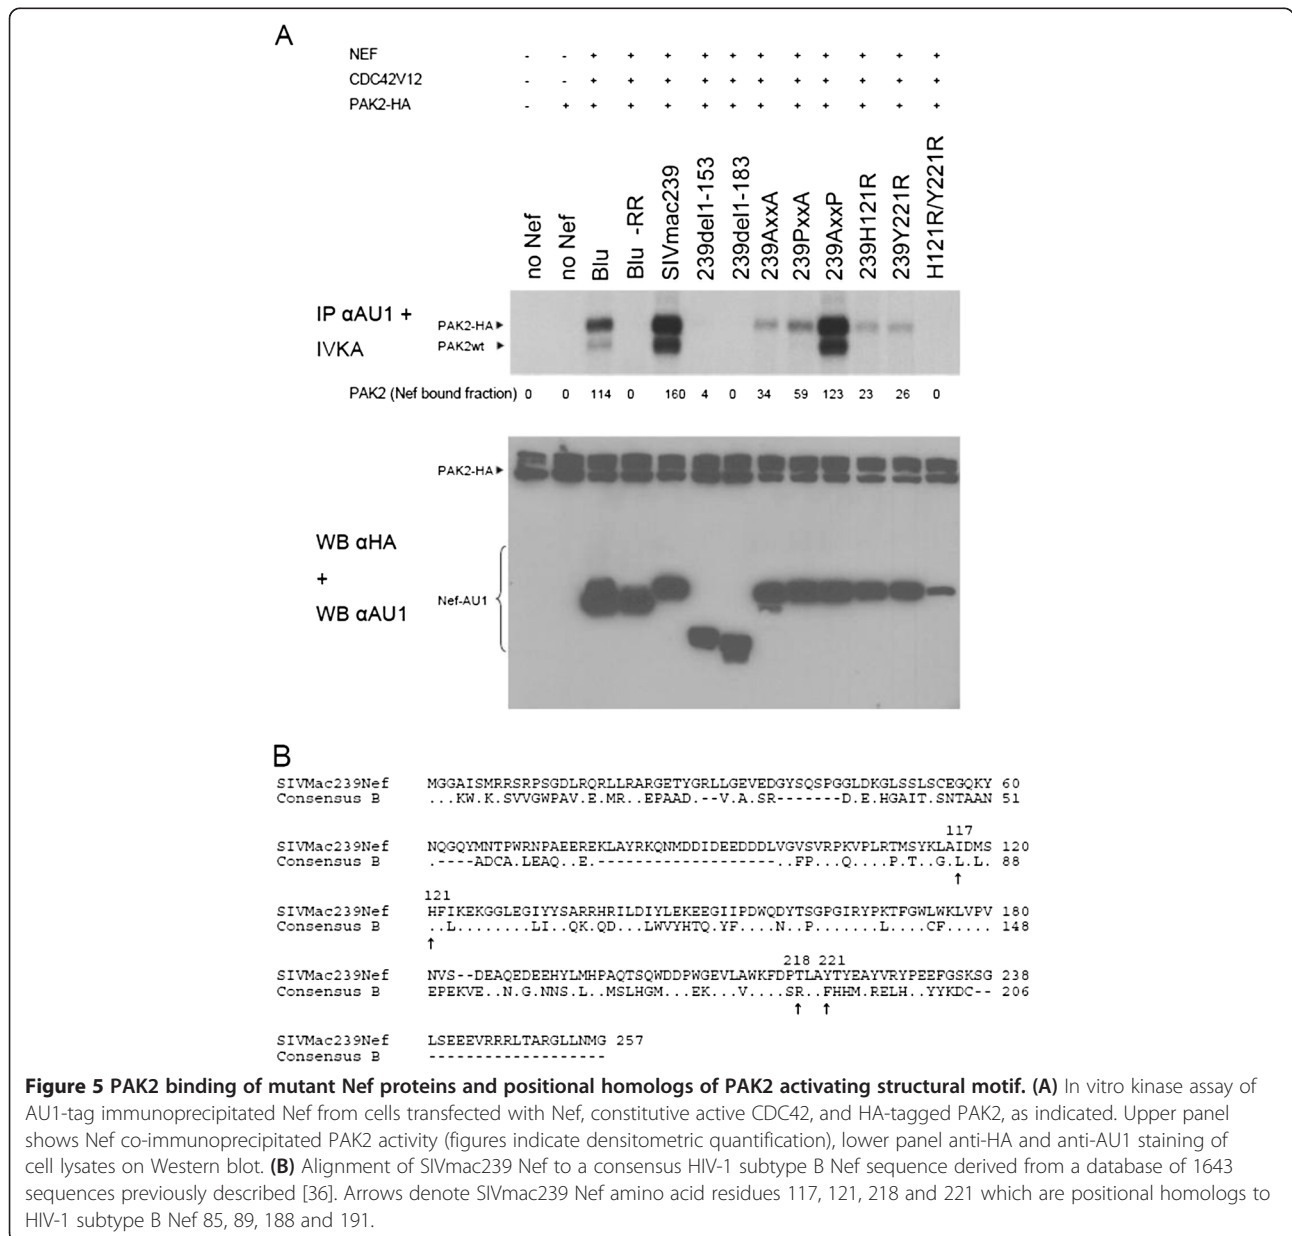 A
NEF - - + + + + + + + + + + +
CDC42V12 - - + + + + + + + + + + +
PAK2-HA - + + + + + + + + + + + +
no Nef
no Nef
Blu
Blu -RR
SIVmac239
239del1-153
239del1-183
239AxxA
239PxxA
239AxxP
239H121R
239Y221R
H121R/Y221R
IP αAU1 +
IVKA
PAK2-HA
PAK2wt
PAK2 (Nef bound fraction) 0 0 114 0 160 4 0 34 59 123 23 26 0
PAK2-HA
WB αHA
+
WB αAU1
Nef-AU1
B
SIVMac239Nef MGGAISMRRSRPSGDLRQRLLRARGETYGRLLGEVEDGYSQSPGGLDKGLSSLSCEGQKY 60
Consensus B ...KW.K.SVVGWPAV.E.MR..EPAAD.--V.A.SR-------D.E.HGAIT.SNTAAN 51
117
SIVMac239Nef NQGQYMNTPWRNPAEEREKLAYRKQNMDDIDEEDDDLVGVSVRPKVPLRTMSYKLAIDMS 120
Consensus B .----ADCA.LEAQ..E.------------------..FP...Q....P.T..G.L.L. 88
↑
121
SIVMac239Nef HFIKEKGGLEGIYYSARRHRILDIYLEKEEGIIPDWQDYTSGPGIRYPKTFGWLWKLVPV 180
Consensus B ..L........LI..QK.QD...LWVYHTQ.YF....N..P.......L....CF..... 148
↑
218 221
SIVMac239Nef NVS--DEAQEDEEHYLMHPAQTSQWDDPWGEVLAWKFDPTLAYTYEAYVRYPEEFGSKSG 238
Consensus B EPEKVE..N.G.NNS.L..MSLHGM...EK...V....SR..FHHM.RELH..YYKDC-- 206
↑ ↑
SIVMac239Nef LSEEEVRRRLTARGLLNMG 257
Consensus B -------------------
Figure 5 PAK2 binding of mutant Nef proteins and positional homologs of PAK2 activating structural motif. (A) In vitro kinase assay of
AU1-tag immunoprecipitated Nef from cells transfected with Nef, constitutive active CDC42, and HA-tagged PAK2, as indicated. Upper panel
shows Nef co-immunoprecipitated PAK2 activity (figures indicate densitometric quantification), lower panel anti-HA and anti-AU1 staining of
cell lysates on Western blot. (B) Alignment of SIVmac239 Nef to a consensus HIV-1 subtype B Nef sequence derived from a database of 1643
sequences previously described [36]. Arrows denote SIVmac239 Nef amino acid residues 117, 121, 218 and 221 which are positional homologs to
HIV-1 subtype B Nef 85, 89, 188 and 191.